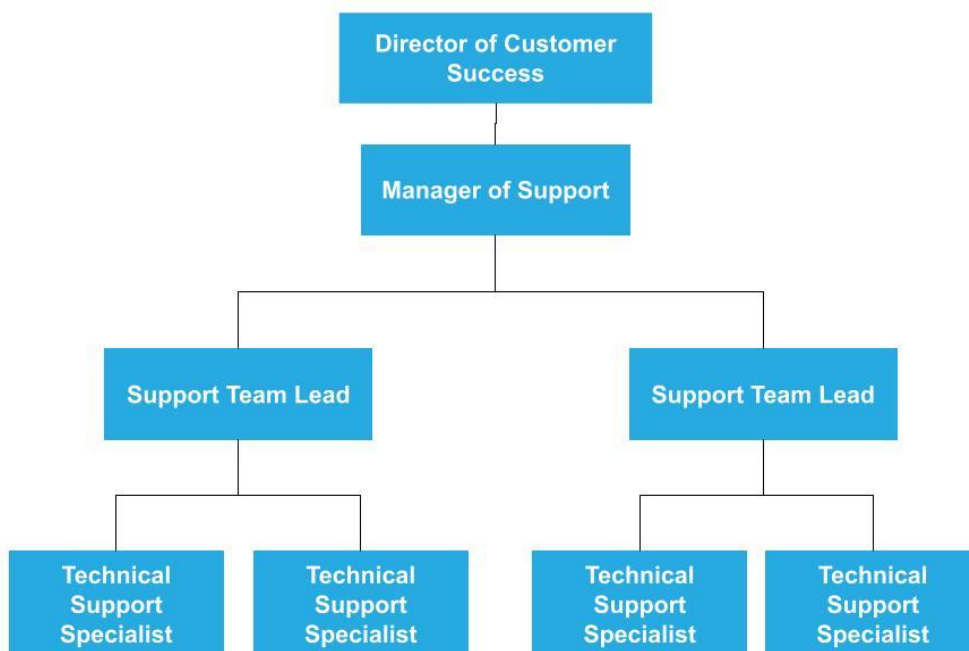 Director of Customer
Success
Manager of Support
Support Team Lead
Support Team Lead
Technical
Support
Specialist
Technical
Support
Specialist
Technical
Support
Specialist
Technical
Support
Specialist